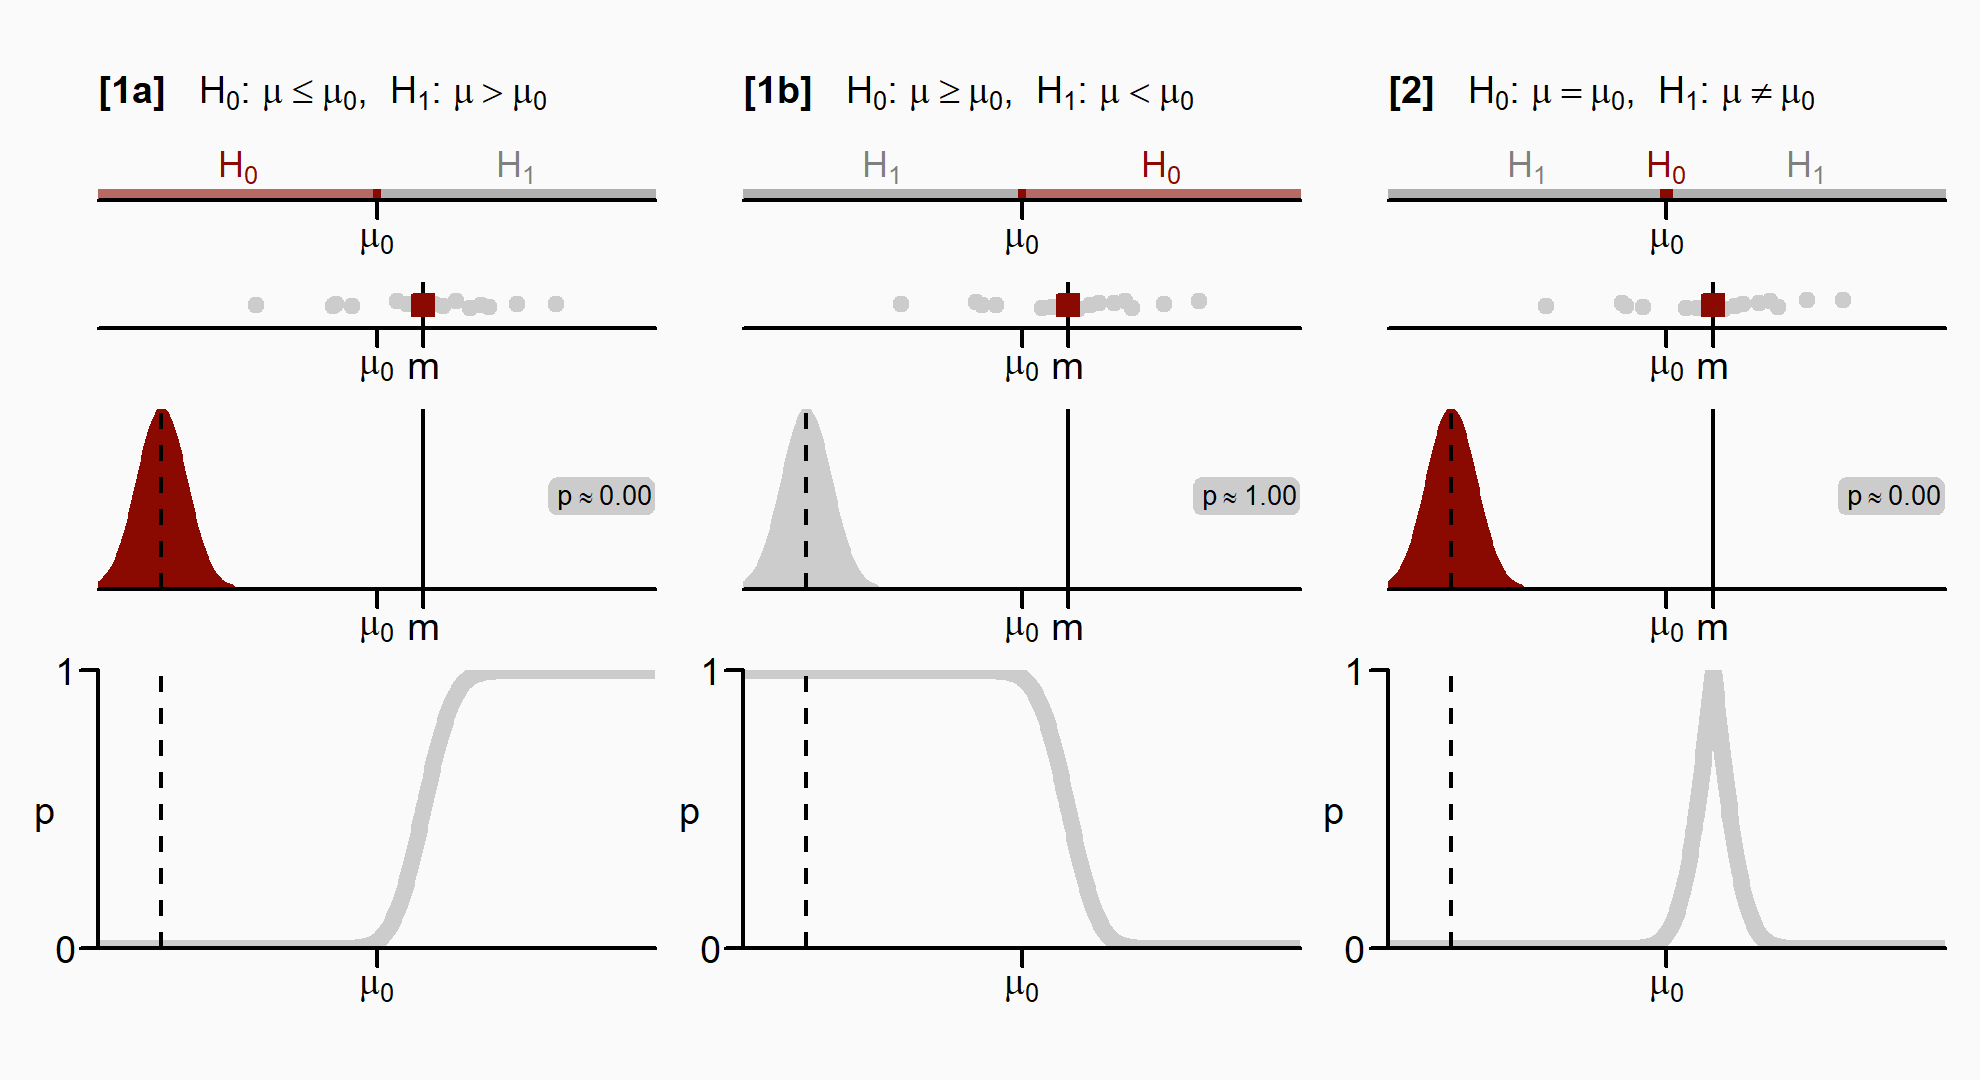 [1a] H₀: μ ≤ μ₀, H₁: μ > μ₀
H₀ H₁
μ₀
μ₀ m
p ≈ 0.00
μ₀ m
1
p
0
μ₀
[1b] H₀: μ ≥ μ₀, H₁: μ < μ₀
H₁ H₀
μ₀
μ₀ m
p ≈ 1.00
μ₀ m
1
p
0
μ₀
[2] H₀: μ = μ₀, H₁: μ ≠ μ₀
H₁ H₀ H₁
μ₀
μ₀ m
p ≈ 0.00
μ₀ m
1
p
0
μ₀